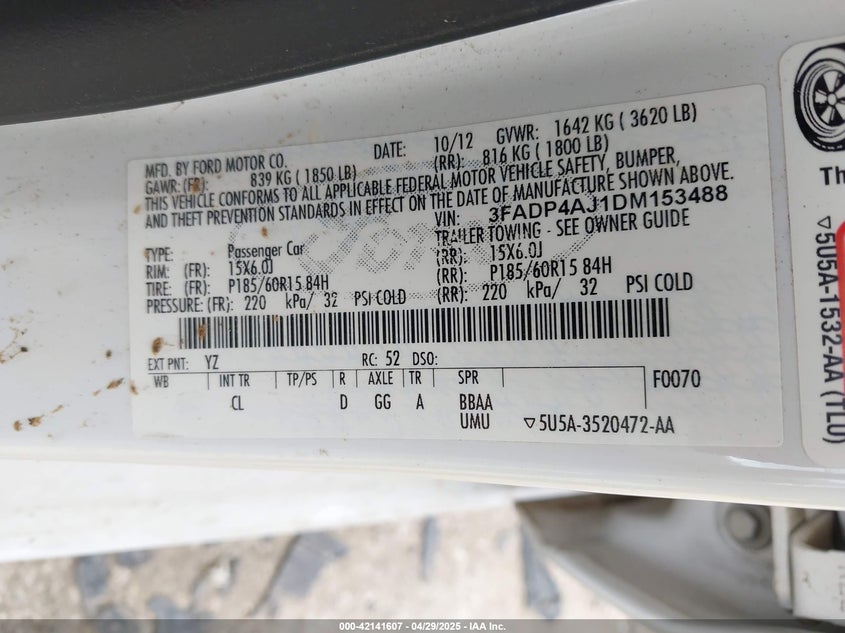 MFD. BY FORD MOTOR CO. DATE: 10/12 GVWR: 1642 KG ( 3620 LB)
GAWR: (FR): 839 KG ( 1850 LB) (RR): 816 KG ( 1800 LB)
THIS VEHICLE CONFORMS TO ALL APPLICABLE FEDERAL MOTOR VEHICLE SAFETY, BUMPER,
AND THEFT PREVENTION STANDARDS IN EFFECT ON THE DATE OF MANUFACTURE SHOWN ABOVE.
VIN: 3FADP4AJ1DM153488
TRAILER TOWING - SEE OWNER GUIDE
TYPE: Passenger Car
RIM: (FR): 15X6.0J (RR): 15X6.0J
TIRE: (FR): P185/60R15 84H (RR): P185/60R15 84H
PRESSURE: (FR): 220 kPa/ 32 PSI COLD (RR): 220 kPa/ 32 PSI COLD
EXT PNT: YZ RC: 52 DSO:
WB INT TR TP/PS R AXLE TR SPR F0070
CL D GG A BBAA
UMU ▽5U5A-3520472-AA
Th
▽5U5A-1532-AA (TLU)
000-42141607 - 04/29/2025 - IAA Inc.